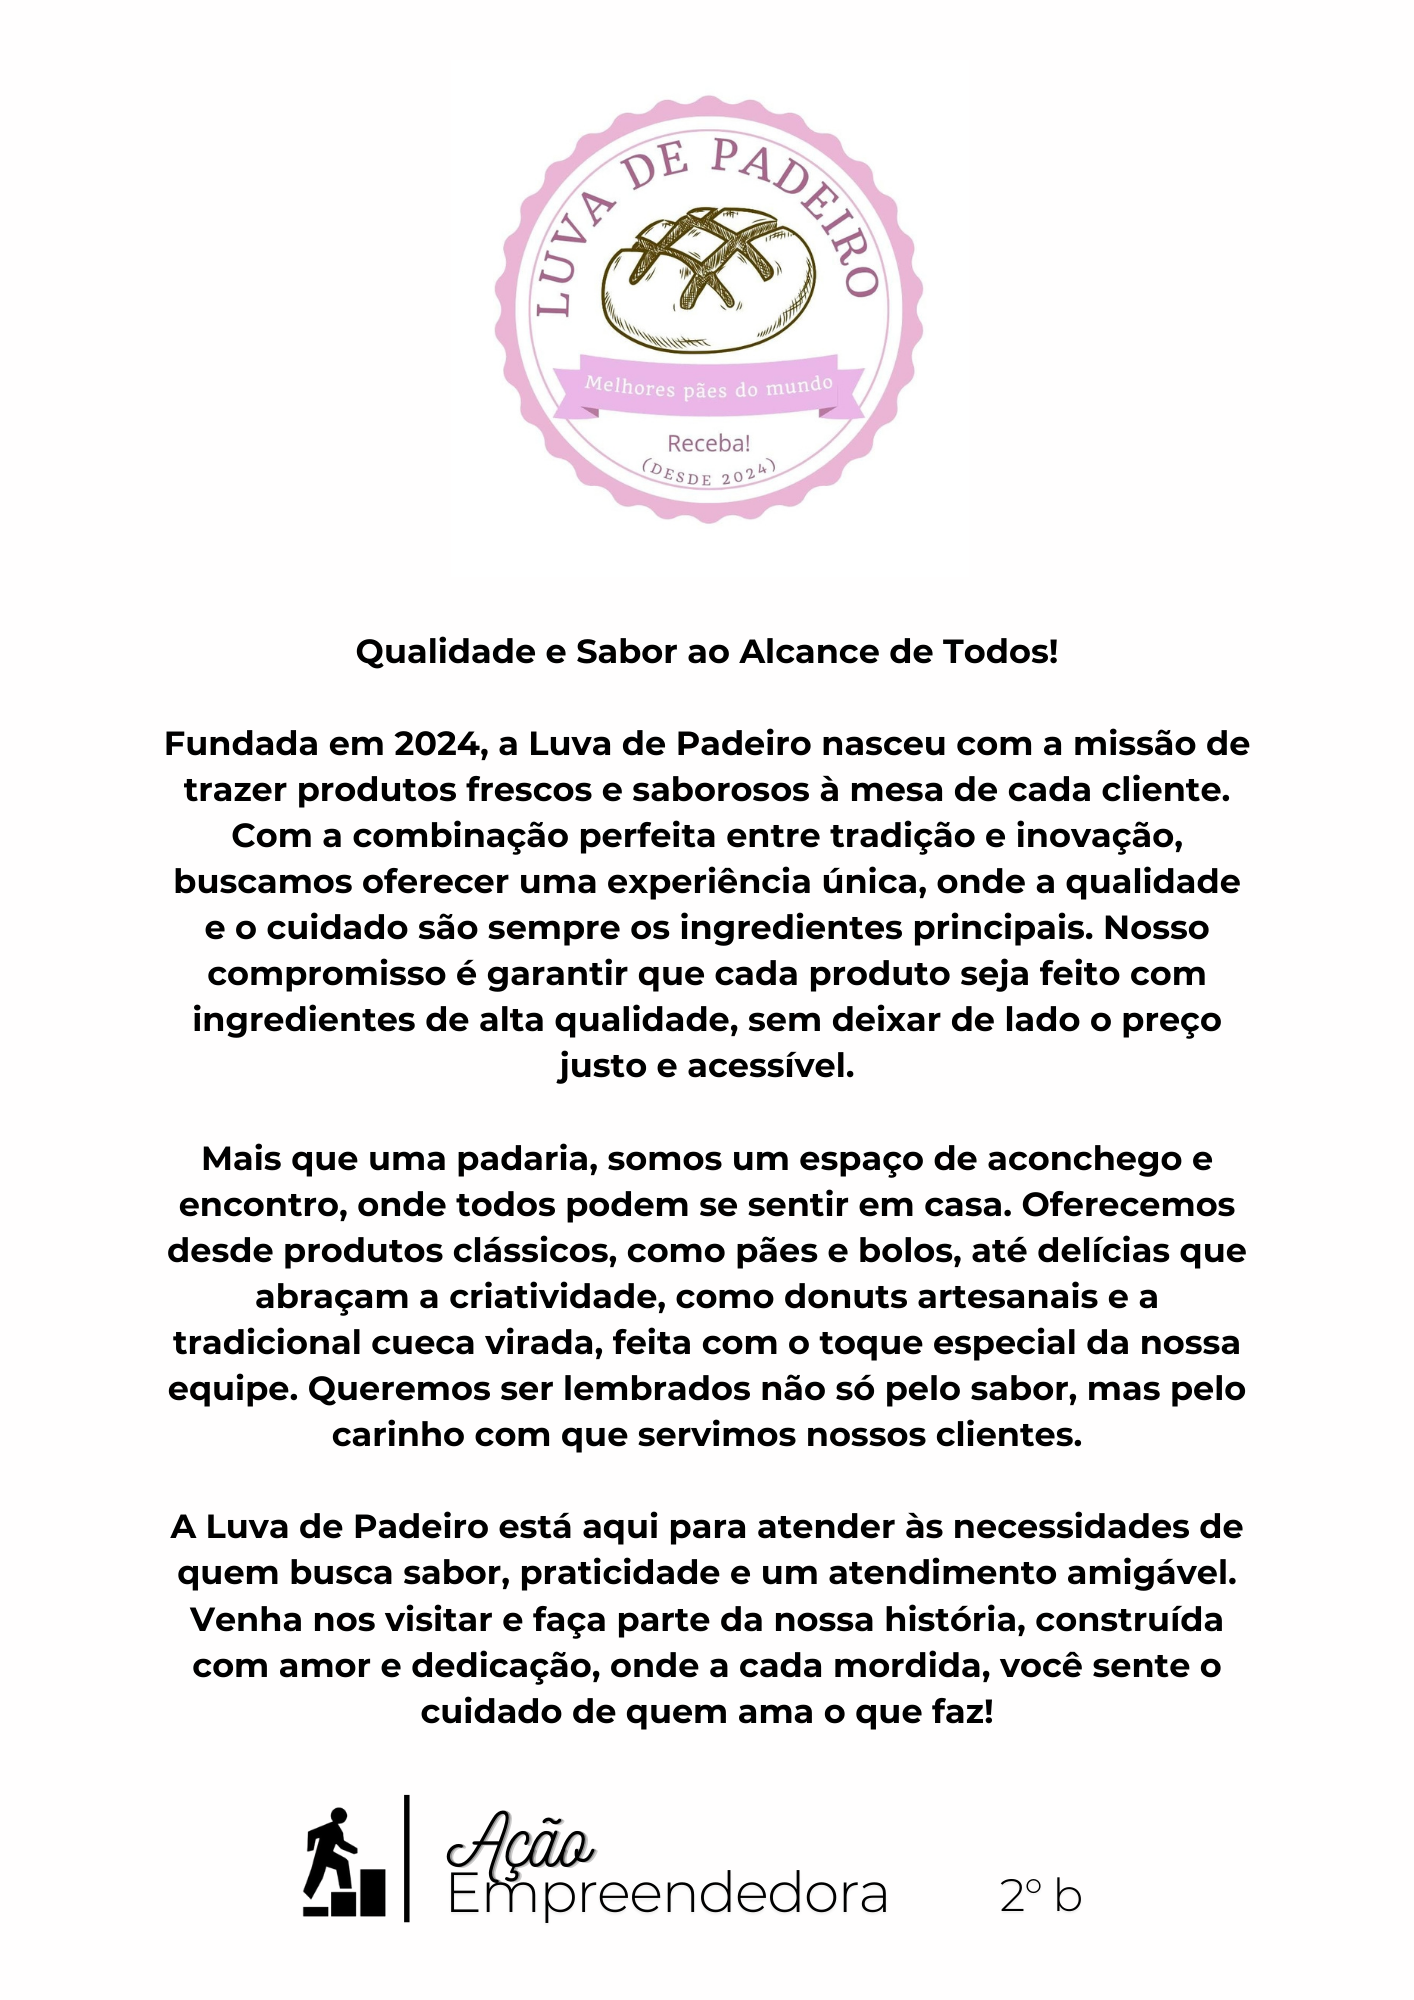 LUVA DE PADEIRO
Melhores pães do mundo
Receba!
(DESDE 2024)
Qualidade e Sabor ao Alcance de Todos!
Fundada em 2024, a Luva de Padeiro nasceu com a missão de
trazer produtos frescos e saborosos à mesa de cada cliente.
Com a combinação perfeita entre tradição e inovação,
buscamos oferecer uma experiência única, onde a qualidade
e o cuidado são sempre os ingredientes principais. Nosso
compromisso é garantir que cada produto seja feito com
ingredientes de alta qualidade, sem deixar de lado o preço
justo e acessível.
Mais que uma padaria, somos um espaço de aconchego e
encontro, onde todos podem se sentir em casa. Oferecemos
desde produtos clássicos, como pães e bolos, até delícias que
abraçam a criatividade, como donuts artesanais e a
tradicional cueca virada, feita com o toque especial da nossa
equipe. Queremos ser lembrados não só pelo sabor, mas pelo
carinho com que servimos nossos clientes.
A Luva de Padeiro está aqui para atender às necessidades de
quem busca sabor, praticidade e um atendimento amigável.
Venha nos visitar e faça parte da nossa história, construída
com amor e dedicação, onde a cada mordida, você sente o
cuidado de quem ama o que faz!
Ação
Empreendedora
2º b